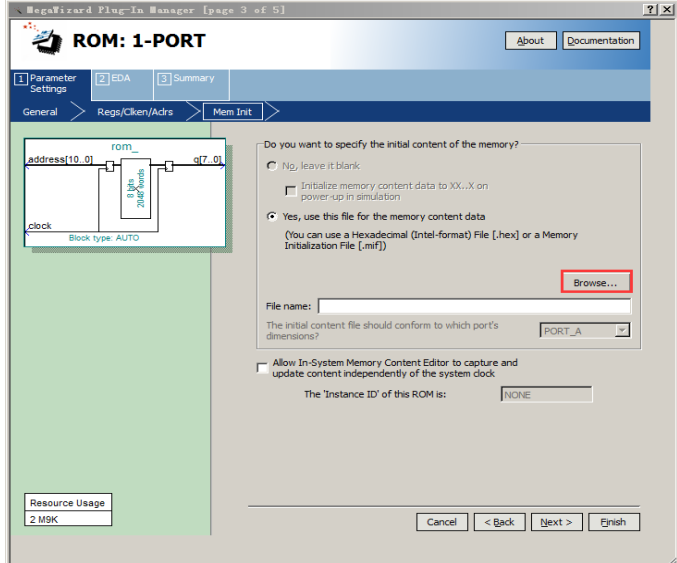 MegaWizard Plug-In Manager [page 3 of 5]
ROM: 1-PORT
About
Documentation
1 Parameter Settings
2 EDA
3 Summary
General
Regs/Clken/Aclrs
Mem Init
rom_
address[10..0]
q[7..0]
8 bits
2048 words
clock
Block type: AUTO
Do you want to specify the initial content of the memory?
No, leave it blank
Initialize memory content data to XX..X on
power-up in simulation
Yes, use this file for the memory content data
(You can use a Hexadecimal (Intel-format) File [.hex] or a Memory
Initialization File [.mif])
Browse...
File name:
The initial content file should conform to which port's
dimensions?
PORT_A
Allow In-System Memory Content Editor to capture and
update content independently of the system clock
The 'Instance ID' of this ROM is:
NONE
Resource Usage
2 M9K
Cancel
< Back
Next >
Finish